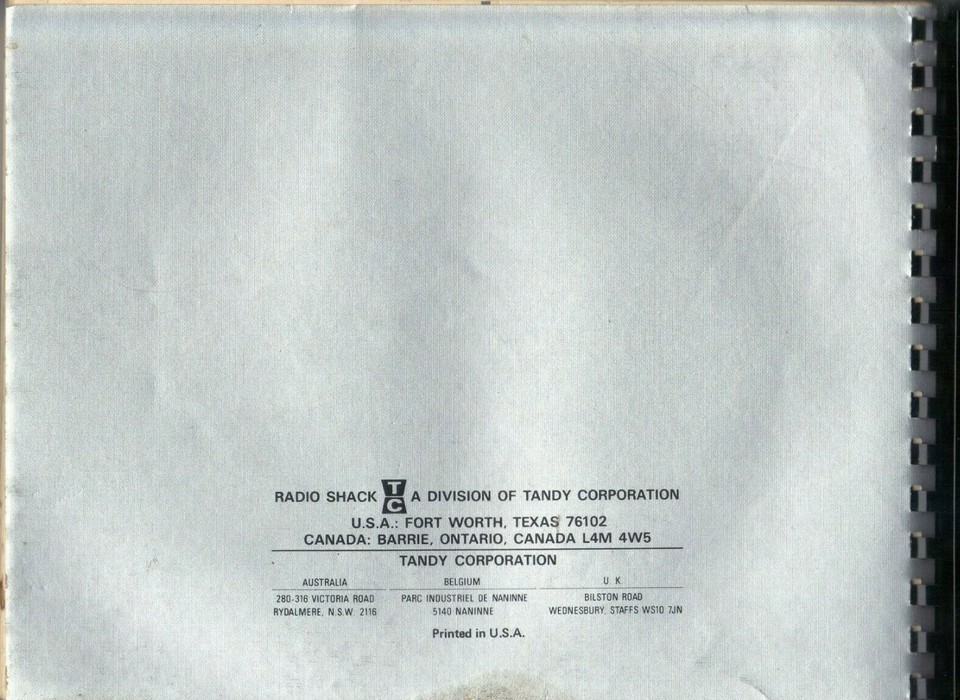 RADIO SHACK TC A DIVISION OF TANDY CORPORATION
U.S.A.: FORT WORTH, TEXAS 76102
CANADA: BARRIE, ONTARIO, CANADA L4M 4W5
TANDY CORPORATION
AUSTRALIA BELGIUM U. K.
280-316 VICTORIA ROAD PARC INDUSTRIEL DE NANINNE BILSTON ROAD
RYDALMERE, N.S.W. 2116 5140 NANINNE WEDNESBURY, STAFFS WS10 7JN
Printed in U.S.A.